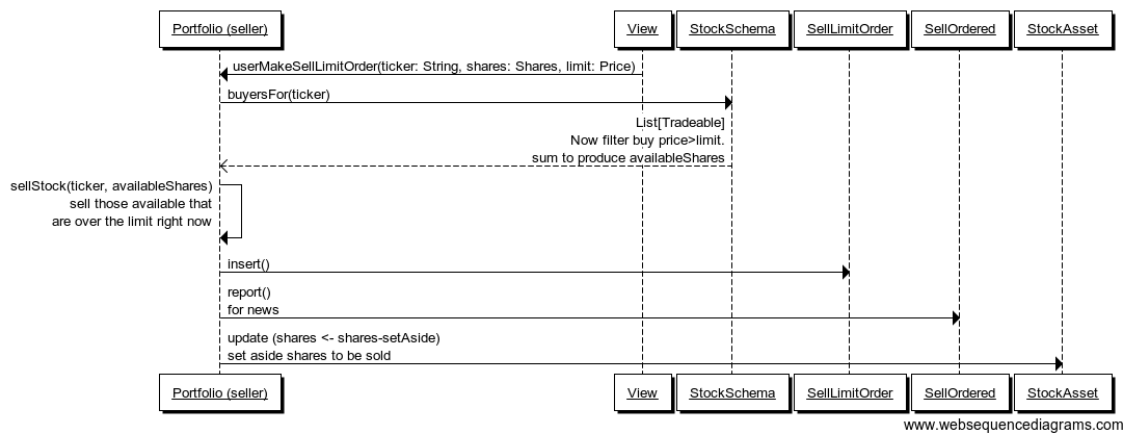 Portfolio (seller)
View
StockSchema
SellLimitOrder
SellOrdered
StockAsset
userMakeSellLimitOrder(ticker: String, shares: Shares, limit: Price)
buyersFor(ticker)
List[Tradeable]
Now filter buy price>limit.
sum to produce availableShares
sellStock(ticker, availableShares)
sell those available that
are over the limit right now
insert()
report()
for news
update (shares <- shares-setAside)
set aside shares to be sold
Portfolio (seller)
View
StockSchema
SellLimitOrder
SellOrdered
StockAsset
www.websequencediagrams.com